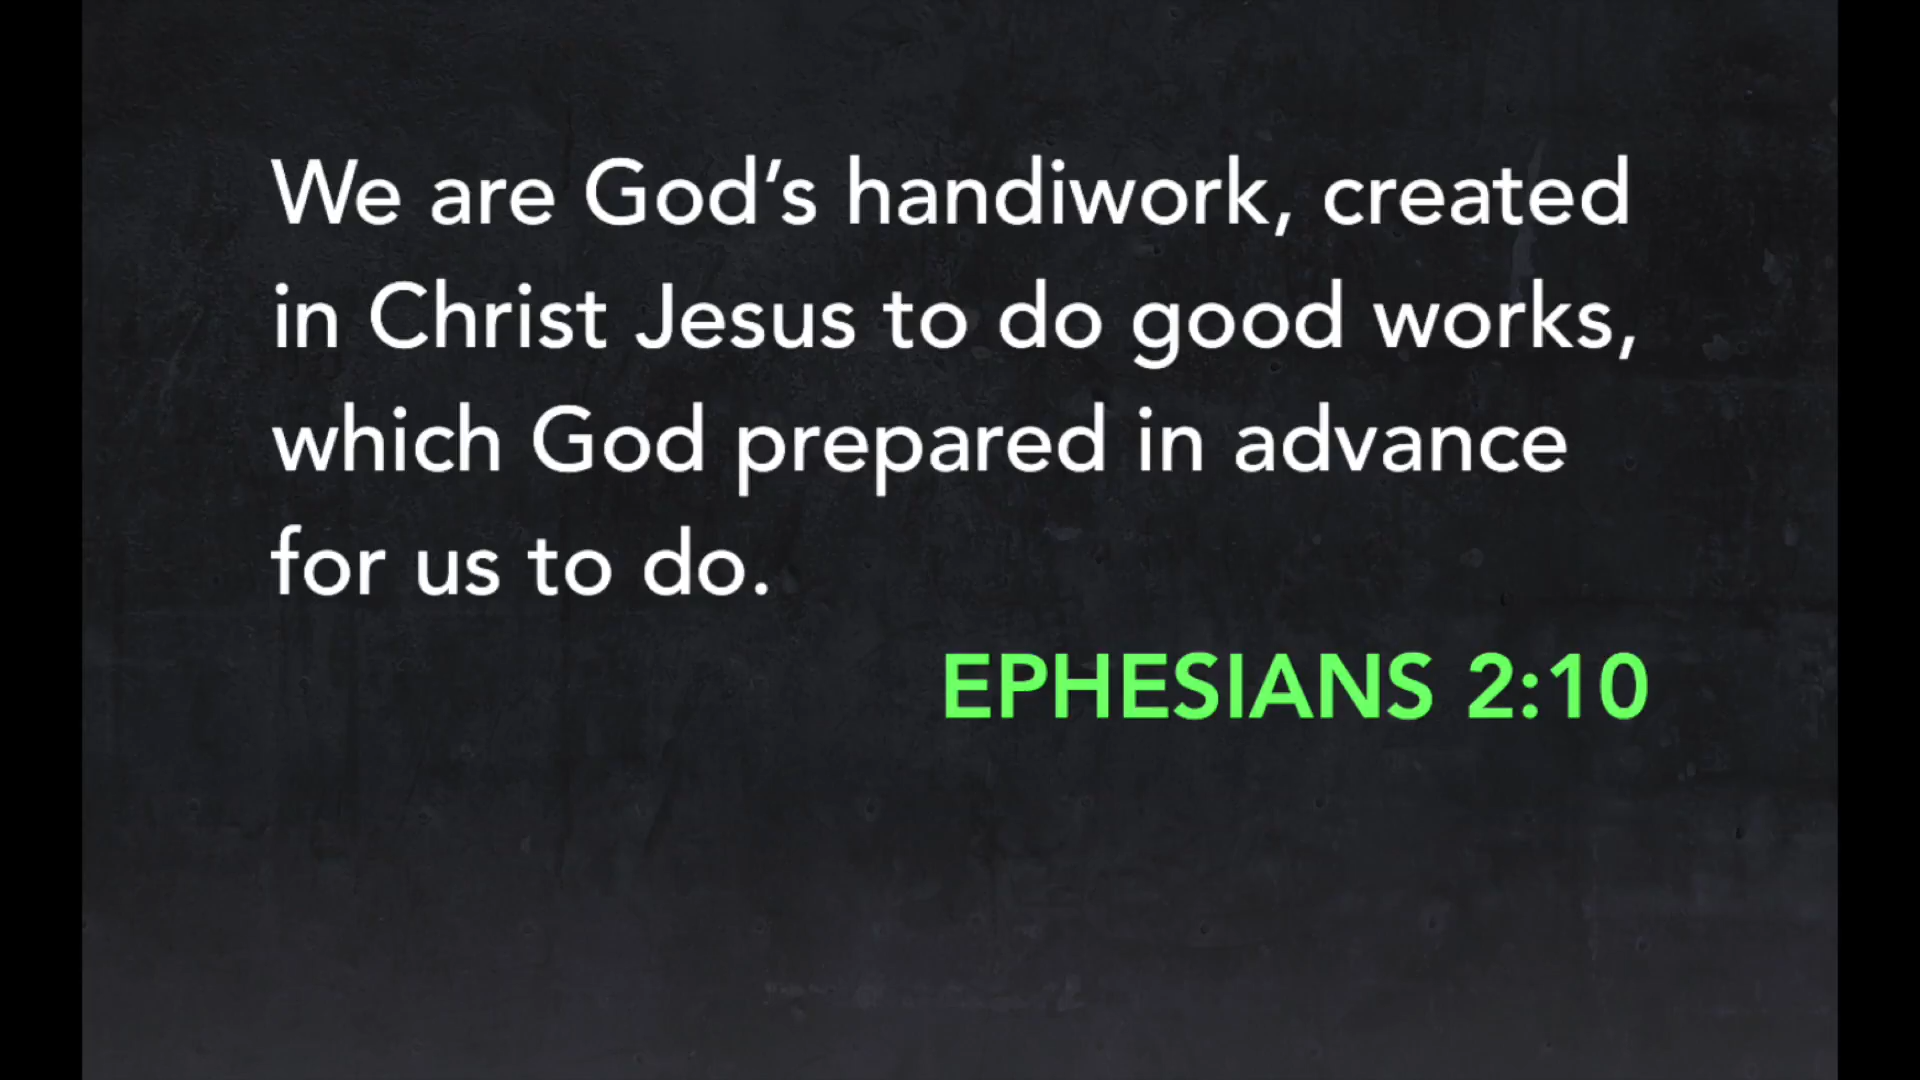 We are God’s handiwork, created
in Christ Jesus to do good works,
which God prepared in advance
for us to do.
EPHESIANS 2:10